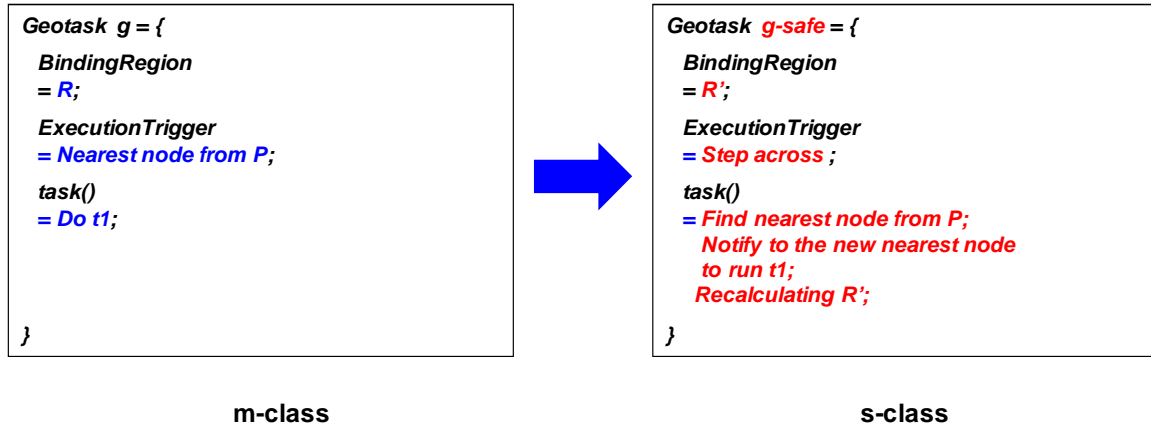 Geotask g = {
BindingRegion
= R;
ExecutionTrigger
= Nearest node from P;
task()
= Do t1;
}
m-class
Geotask g-safe = {
BindingRegion
= R’;
ExecutionTrigger
= Step across ;
task()
= Find nearest node from P;
Notify to the new nearest node
to run t1;
Recalculating R’;
}
s-class